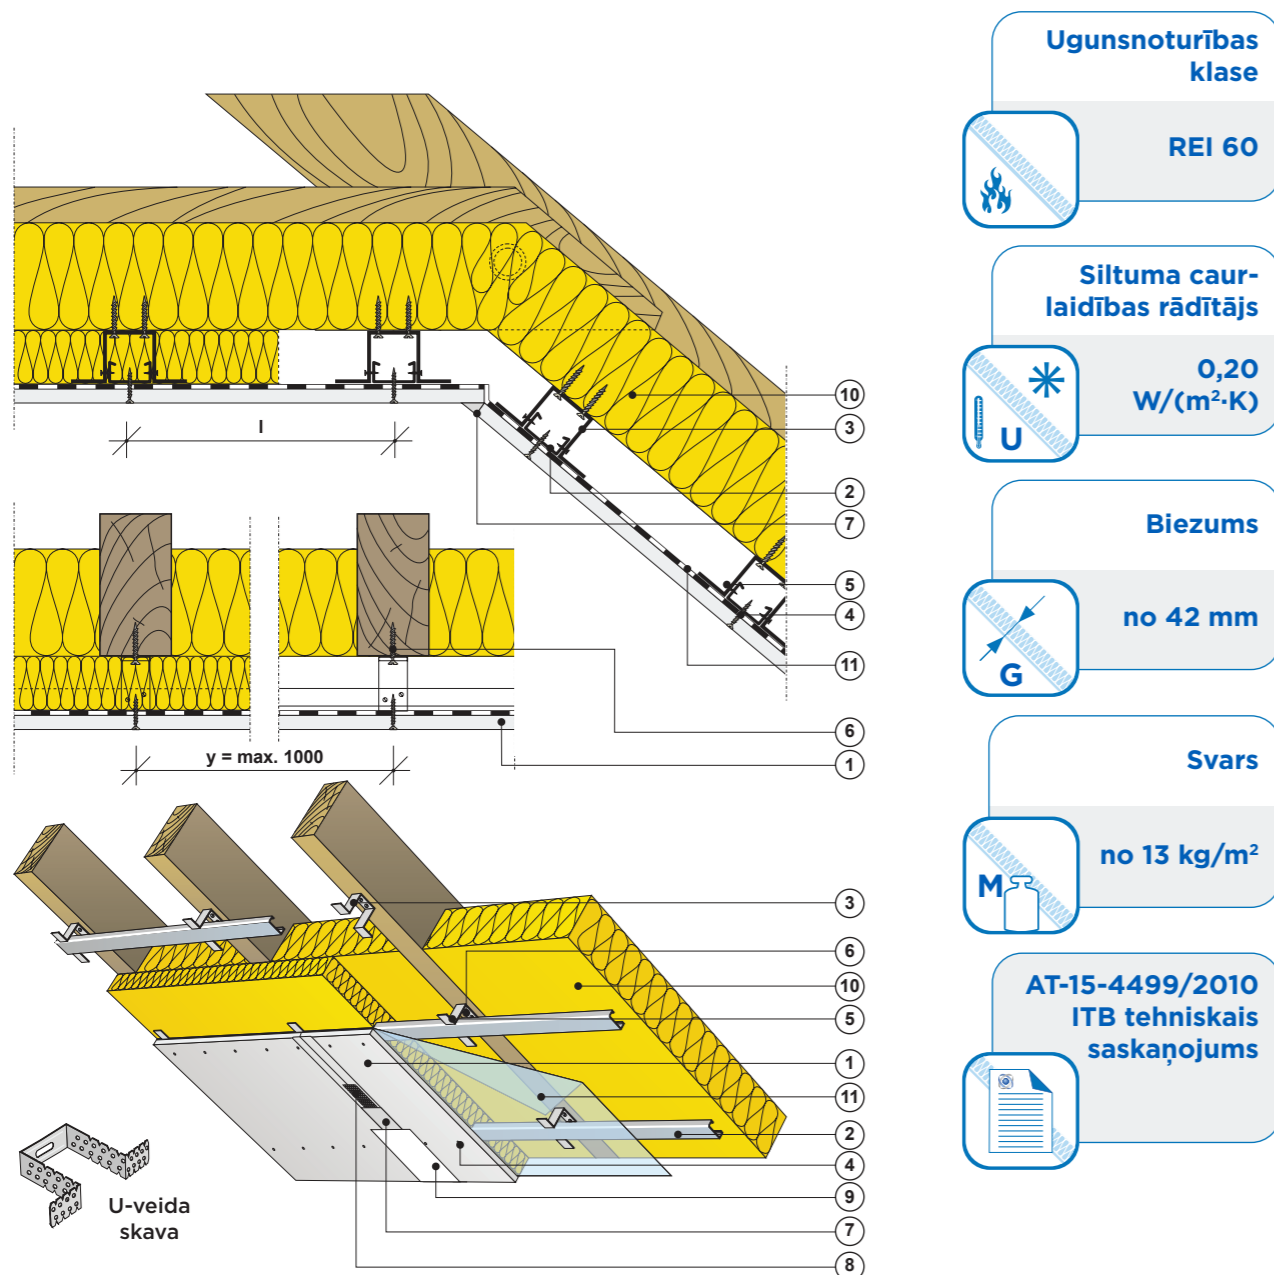 Ugunsnoturības
klase
REI 60
Siltuma caur-
laidības rādītājs
0,20
W/(m²·K)
U
Biezums
no 42 mm
G
Svars
no 13 kg/m²
M
AT-15-4499/2010
ITB tehniskais
saskaņojums
l
10
3
2
7
5
4
11
6
1
y = max. 1000
3
6
10
5
1
11
2
4
9
7
8
U-veida
skava